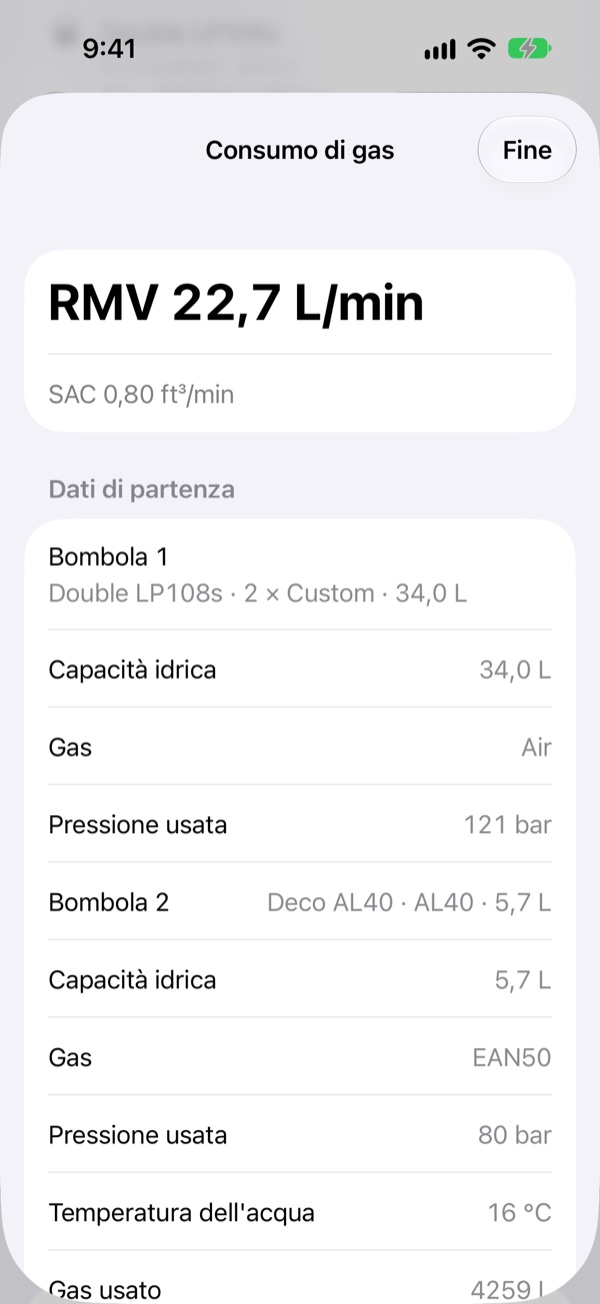 9:41
Consumo di gas
Fine
RMV 22,7 L/min
SAC 0,80 ft³/min
Dati di partenza
Bombola 1
Double LP108s · 2 × Custom · 34,0 L
Capacità idrica 34,0 L
Gas Air
Pressione usata 121 bar
Bombola 2 Deco AL40 · AL40 · 5,7 L
Capacità idrica 5,7 L
Gas EAN50
Pressione usata 80 bar
Temperatura dell'acqua 16 °C
Gas usato 4259 L